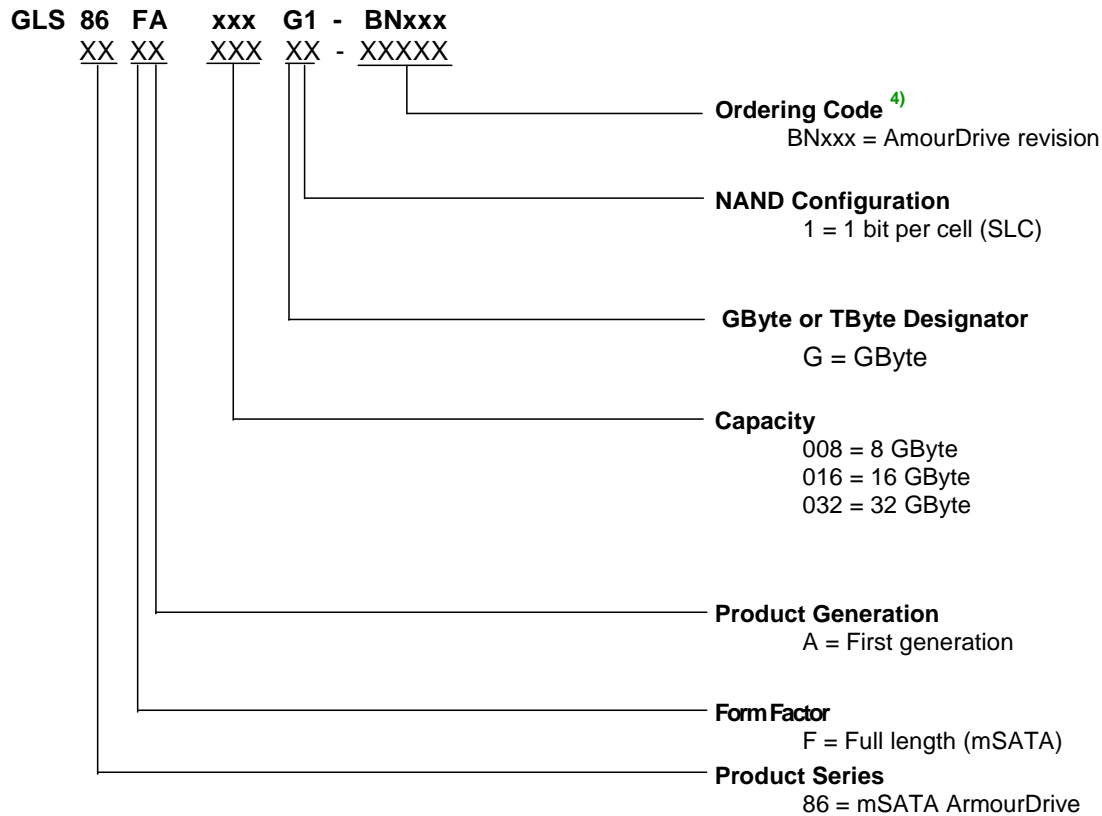 GLS 86 FA xxx G1 - BNxxx
XX XX XXX XX - XXXXX
Ordering Code 4)
BNxxx = AmourDrive revision
NAND Configuration
1 = 1 bit per cell (SLC)
GByte or TByte Designator
G = GByte
Capacity
008 = 8 GByte
016 = 16 GByte
032 = 32 GByte
Product Generation
A = First generation
Form Factor
F = Full length (mSATA)
Product Series
86 = mSATA ArmourDrive